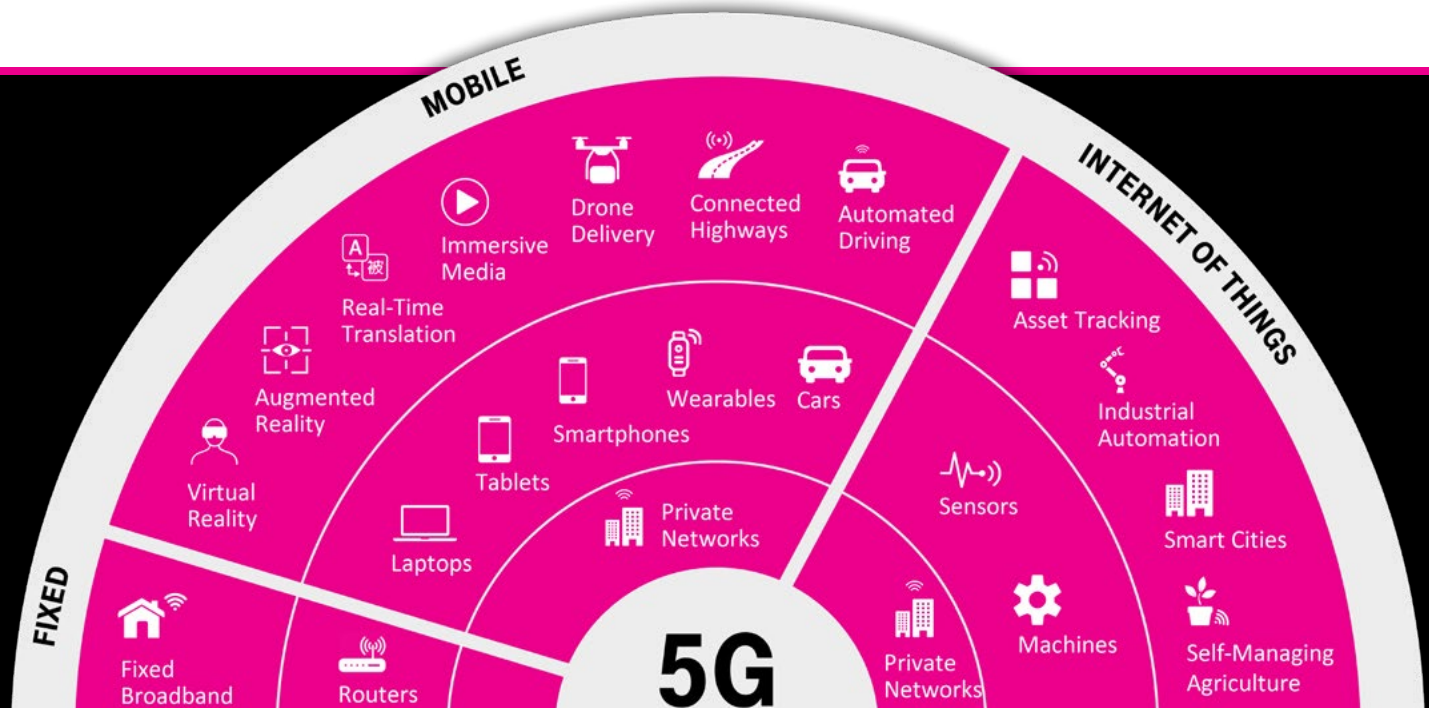 MOBILE
INTERNET OF THINGS
FIXED
Drone
Delivery
Connected
Highways
Automated
Driving
Immersive
Media
A
被
Real-Time
Translation
Augmented
Reality
Virtual
Reality
Wearables
Cars
Smartphones
Tablets
Laptops
Private
Networks
Asset Tracking
Industrial
Automation
Sensors
Smart Cities
Machines
Self-Managing
Agriculture
Private
Networks
Fixed
Broadband
Routers
5G